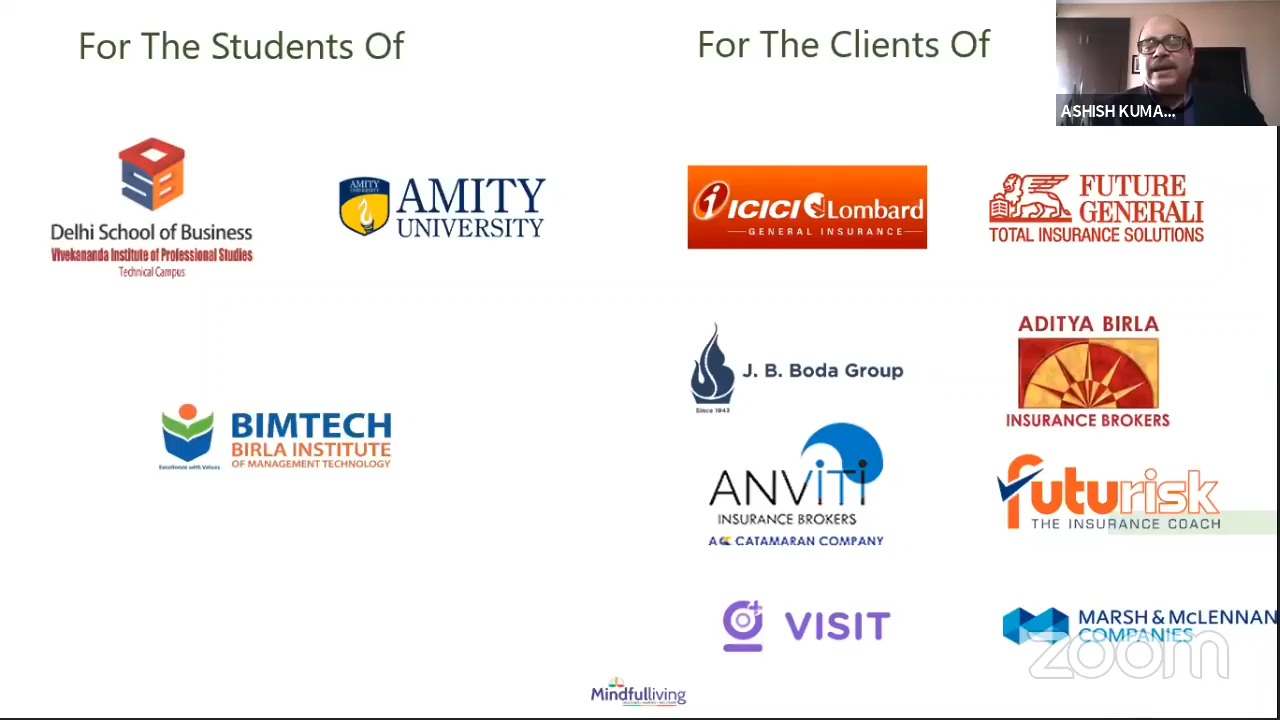 For The Students Of
For The Clients Of
ASHISH KUMA...
DSB
Delhi School of Business
Vivekananda Institute of Professional Studies
Technical Campus
AMITY
UNIVERSITY
AMITY
UNIVERSITY
BIMTECH
BIRLA INSTITUTE
OF MANAGEMENT TECHNOLOGY
Excellence with Values
i ICICI Lombard
GENERAL INSURANCE
FUTURE
GENERALI
TOTAL INSURANCE SOLUTIONS
J. B. Boda Group
Since 1943
ADITYA BIRLA
INSURANCE BROKERS
ANViTi
INSURANCE BROKERS
A CATAMARAN COMPANY
futurisk
THE INSURANCE COACH
VISIT
MARSH & McLENNAN
COMPANIES
zoom
Mindfulliving